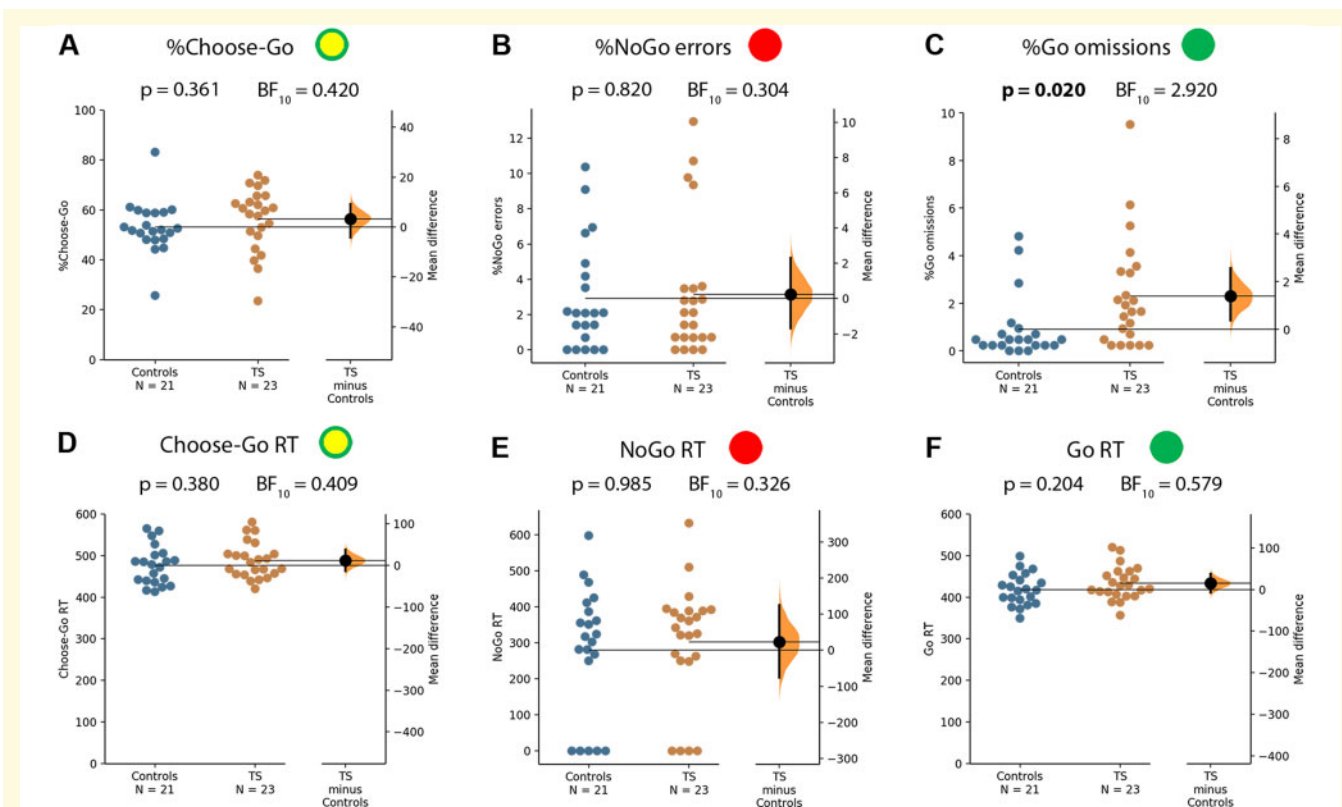 A %Choose-Go
p = 0.361 BF10 = 0.420
100
80
60
40
20
0
%Choose-Go
40
20
0
−20
−40
Mean difference
Controls
N = 21
TS
N = 23
TS
minus
Controls
B %NoGo errors
p = 0.820 BF10 = 0.304
12
10
8
6
4
2
0
%NoGo errors
10
8
6
4
2
0
−2
Mean difference
Controls
N = 21
TS
N = 23
TS
minus
Controls
C %Go omissions
p = 0.020 BF10 = 2.920
10
8
6
4
2
0
%Go omissions
8
6
4
2
0
Mean difference
Controls
N = 21
TS
N = 23
TS
minus
Controls
D Choose-Go RT
p = 0.380 BF10 = 0.409
600
500
400
300
200
100
0
Choose-Go RT
100
0
−100
−200
−300
−400
Mean difference
Controls
N = 21
TS
N = 23
TS
minus
Controls
E NoGo RT
p = 0.985 BF10 = 0.326
600
500
400
300
200
100
0
NoGo RT
300
200
100
0
−100
−200
−300
Mean difference
Controls
N = 21
TS
N = 23
TS
minus
Controls
F Go RT
p = 0.204 BF10 = 0.579
600
500
400
300
200
100
0
Go RT
100
0
−100
−200
−300
−400
Mean difference
Controls
N = 21
TS
N = 23
TS
minus
Controls